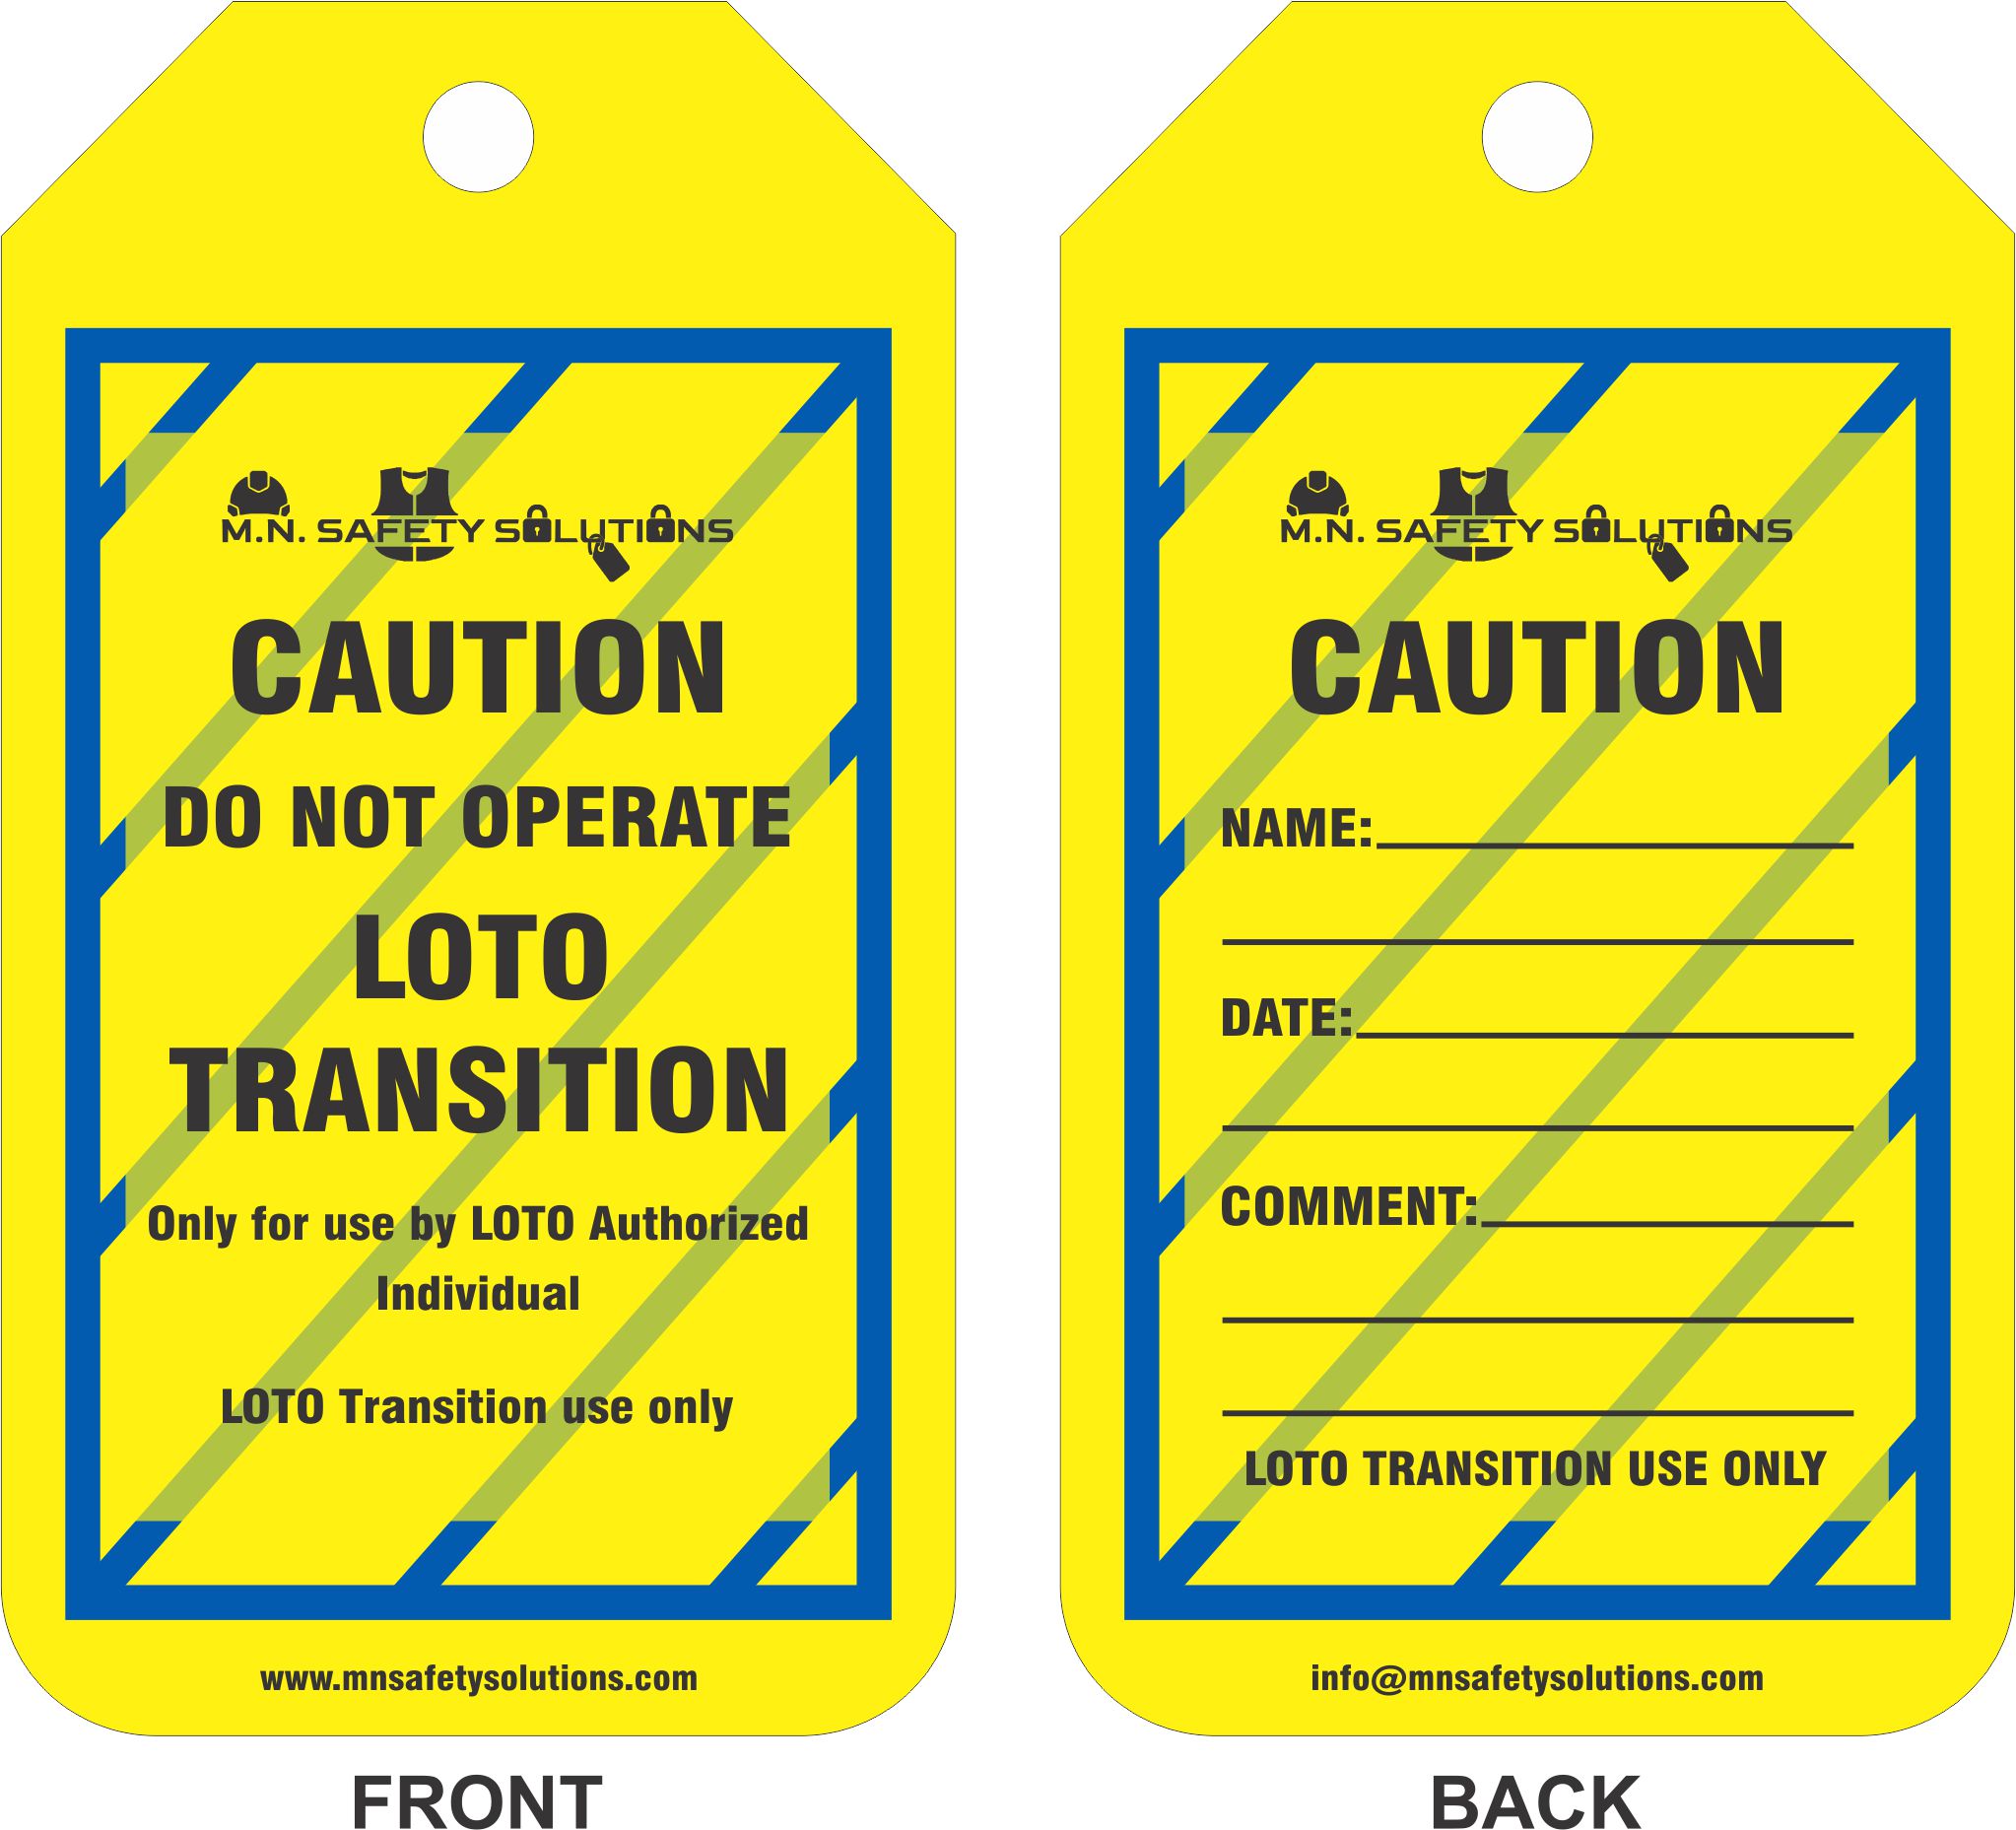 M.N. SAFETY SOLUTIONS
CAUTION
DO NOT OPERATE
LOTO
TRANSITION
Only for use by LOTO Authorized
Individual
LOTO Transition use only
www.mnsafetysolutions.com
FRONT
M.N. SAFETY SOLUTIONS
CAUTION
NAME:
DATE:
COMMENT:
LOTO TRANSITION USE ONLY
info@mnsafetysolutions.com
BACK